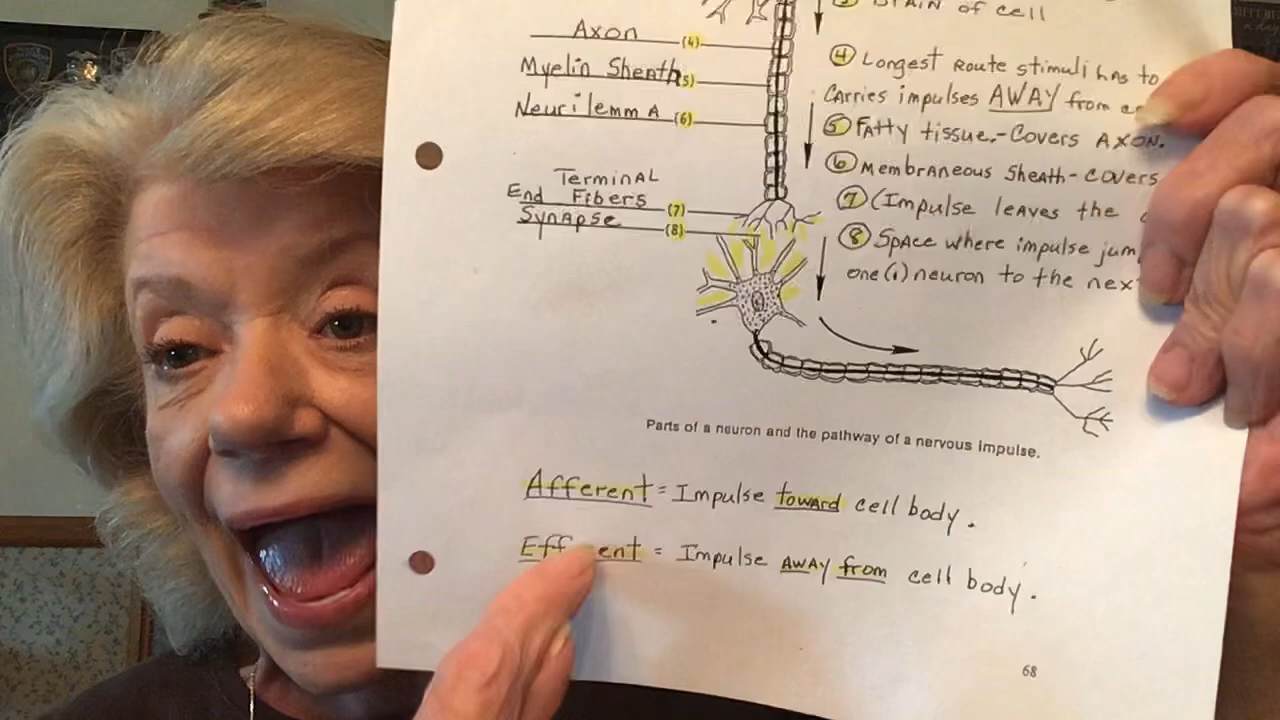 Axon (4)
Myelin Sheath (5)
Neurilemma (6)
Terminal
End Fibers (7)
Synapse (8)
of cell
④ Longest Route stimuli has to
Carries impulses AWAY from
⑤ Fatty tissue.-Covers Axon.
⑥ Membraneous Sheath-covers
⑦ (Impulse leaves the
⑧ Space where impulse
one (1) neuron to the
Parts of a neuron and the pathway of a nervous impulse.
Afferent = Impulse toward cell body.
= Impulse away from cell body.
68